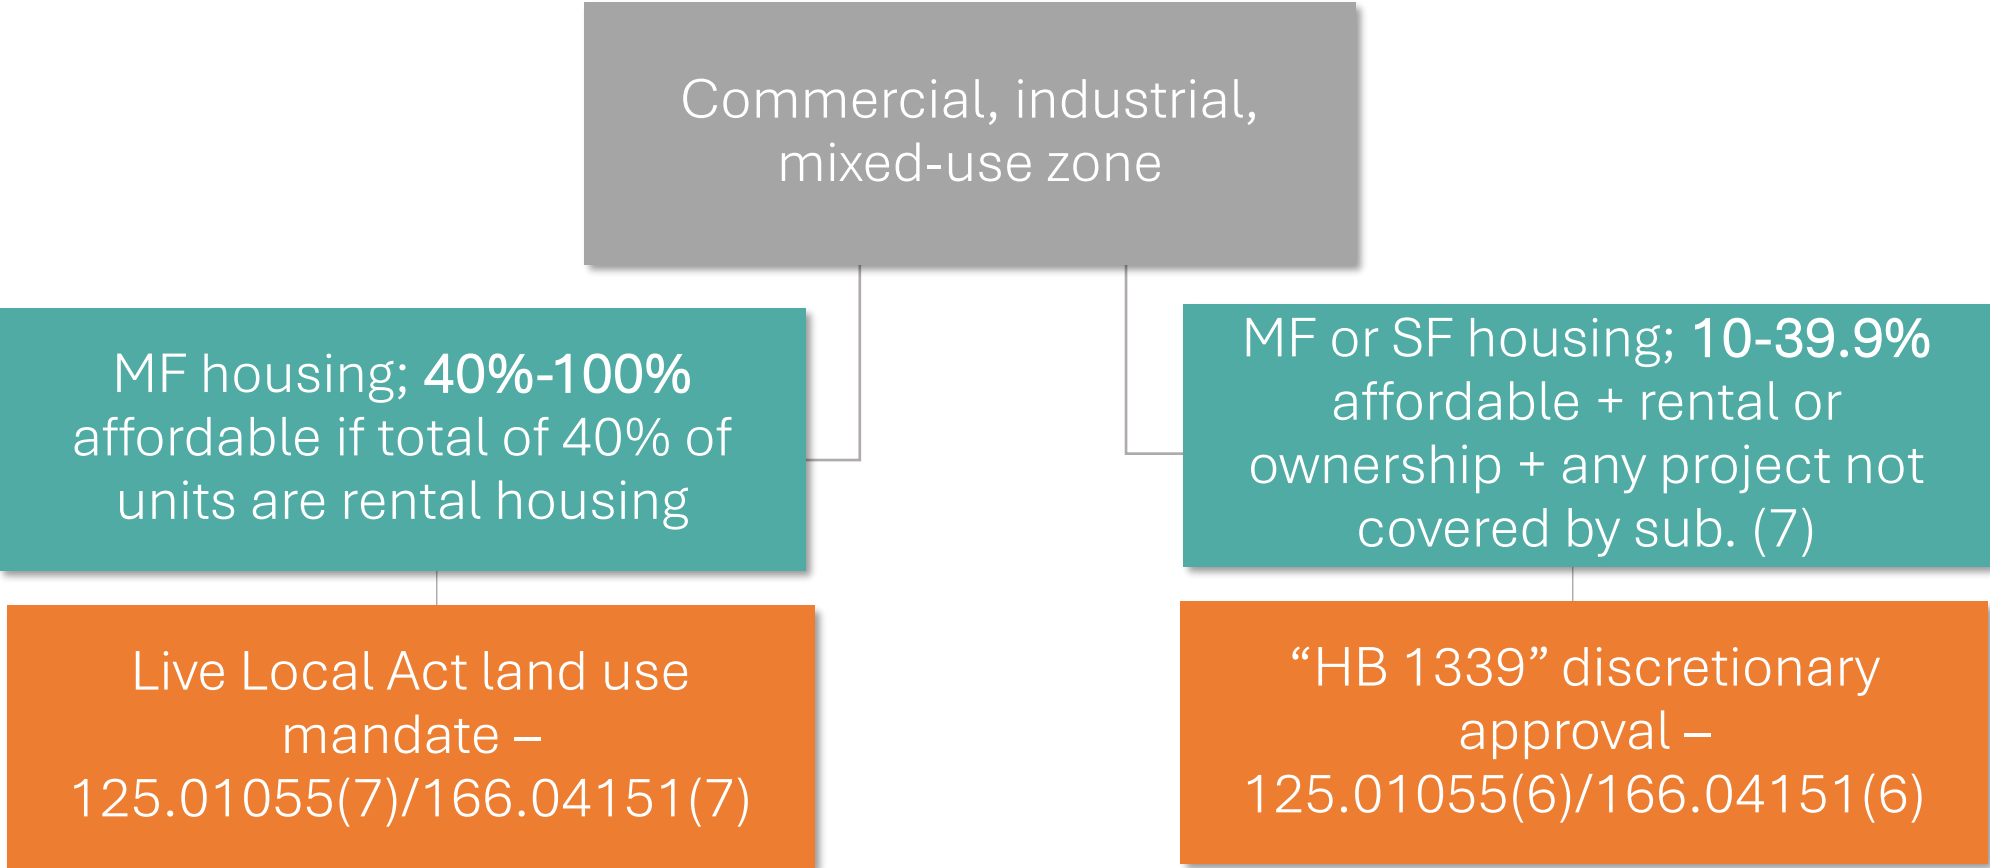 Commercial, industrial,
mixed-use zone
MF housing; 40%-100%
affordable if total of 40% of
units are rental housing
MF or SF housing; 10-39.9%
affordable + rental or
ownership + any project not
covered by sub. (7)
Live Local Act land use
mandate –
125.01055(7)/166.04151(7)
“HB 1339” discretionary
approval –
125.01055(6)/166.04151(6)